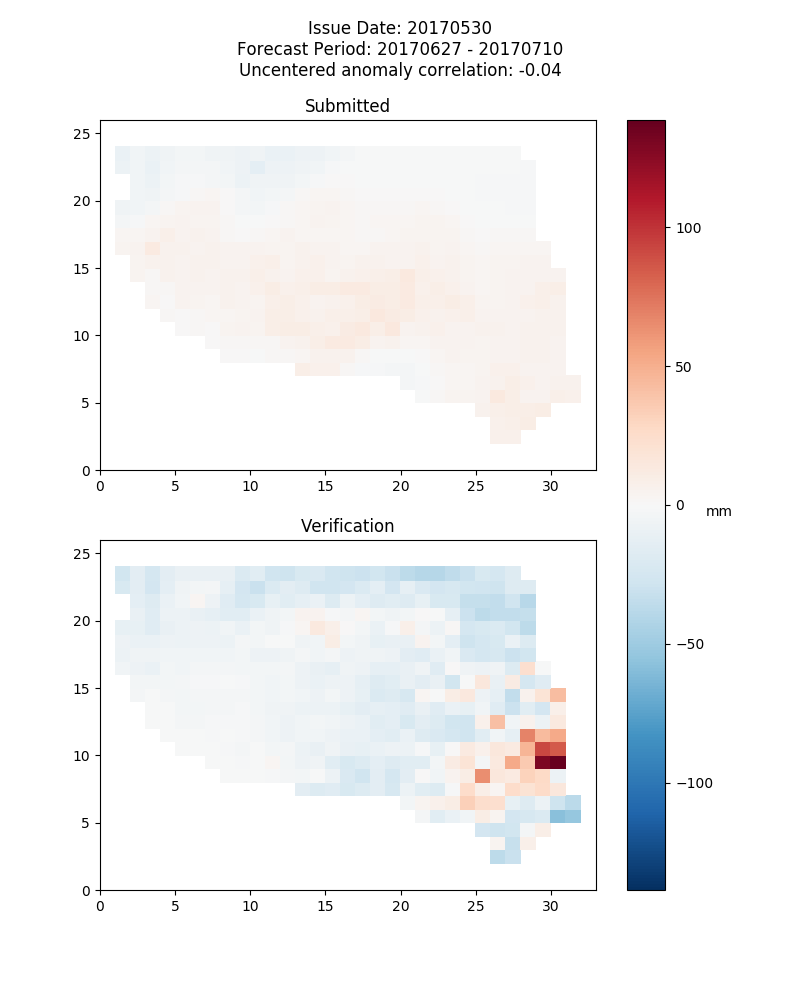 Issue Date: 20170530
Forecast Period: 20170627 - 20170710
Uncentered anomaly correlation: -0.04
Submitted
25
20
15
10
5
0
0 5 10 15 20 25 30
Verification
25
20
15
10
5
0
0 5 10 15 20 25 30
100
50
0
mm
−50
−100